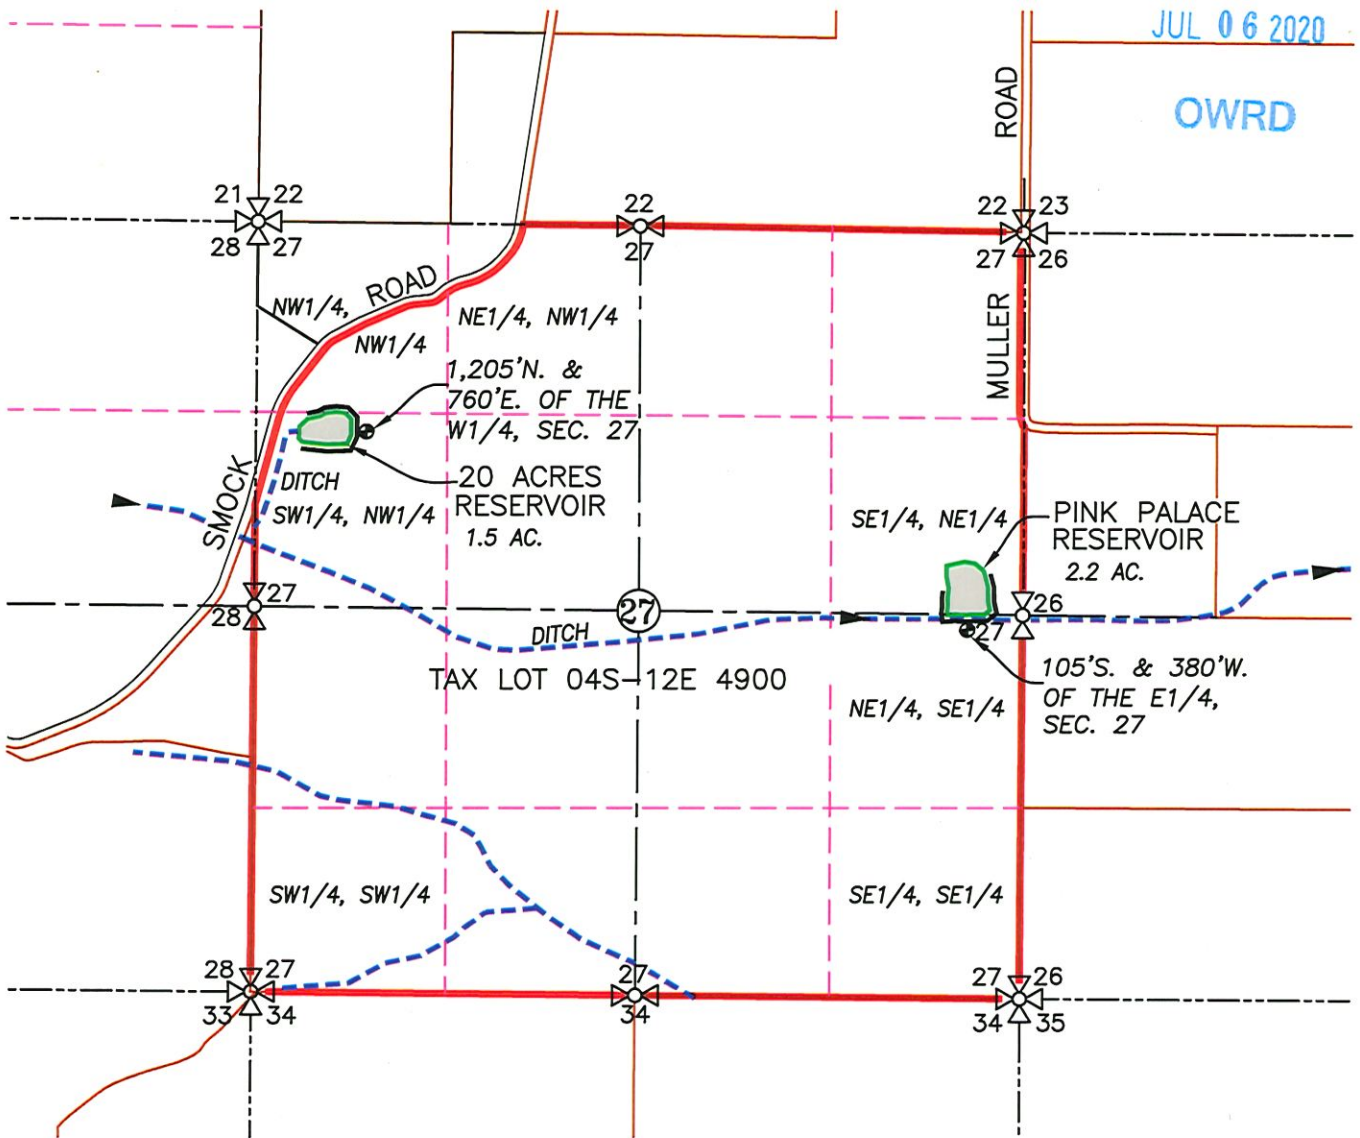 JUL 06 2020
OWRD
ROAD
21 22
28 27
22
27
22 23
27 26
NW1/4,
NW1/4
ROAD
NE1/4, NW1/4
MULLER
1,205'N. &
760'E. OF THE
W1/4, SEC. 27
20 ACRES
RESERVOIR
1.5 AC.
SMOCK
DITCH
SW1/4, NW1/4
SE1/4, NE1/4
PINK PALACE
RESERVOIR
2.2 AC.
27
28
27
26
27
DITCH
TAX LOT 04S-12E 4900
NE1/4, SE1/4
105'S. & 380'W.
OF THE E1/4,
SEC. 27
SW1/4, SW1/4
SE1/4, SE1/4
28 27
33 34
27
34
27 26
34 35